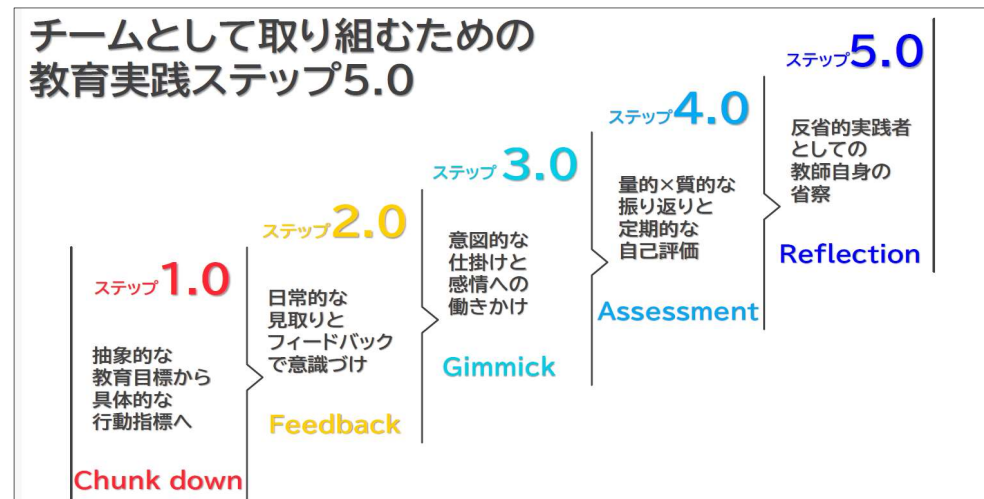 チームとして取り組むための
教育実践ステップ5.0
ステップ1.0
抽象的な
教育目標から
具体的な
行動指標へ
Chunk down
ステップ2.0
日常的な
見取りと
フィードバック
で意識づけ
Feedback
ステップ3.0
意図的な
仕掛けと
感情への
働きかけ
Gimmick
ステップ4.0
量的×質的な
振り返りと
定期的な
自己評価
Assessment
ステップ5.0
反省的実践者
としての
教師自身の
省察
Reflection